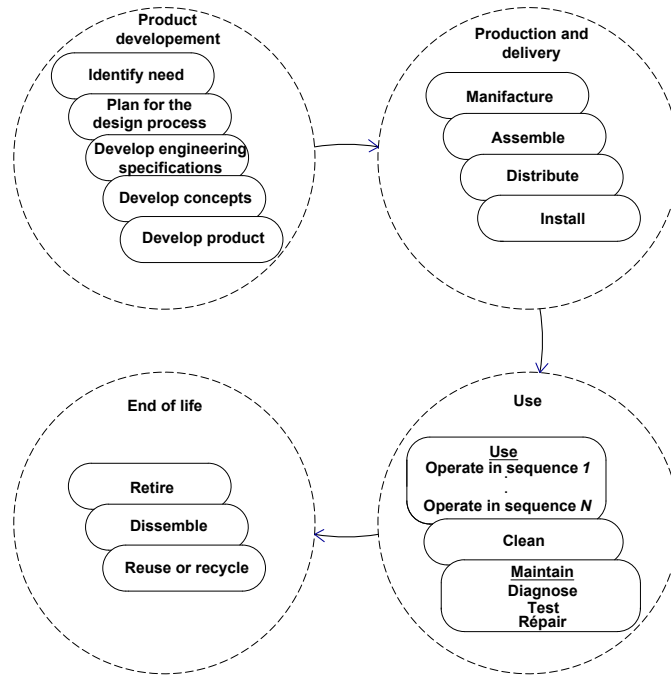 Product
developement
Identify need
Plan for the
design process
Develop engineering
specifications
Develop concepts
Develop product
Production and
delivery
Manifacture
Assemble
Distribute
Install
Use
Use
Operate in sequence 1
.
.
Operate in sequence N
Clean
Maintain
Diagnose
Test
Répair
End of life
Retire
Dissemble
Reuse or recycle